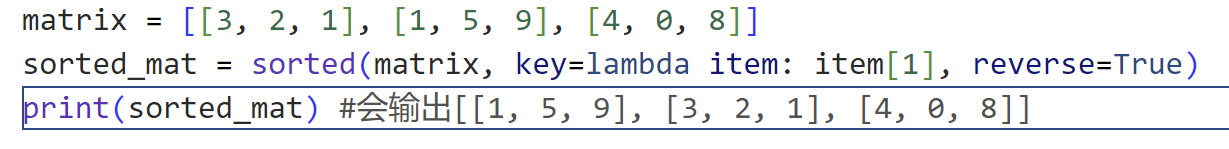 matrix = [[3, 2, 1], [1, 5, 9], [4, 0, 8]]
sorted_mat = sorted(matrix, key=lambda item: item[1], reverse=True)
print(sorted_mat) #会输出[[1, 5, 9], [3, 2, 1], [4, 0, 8]]